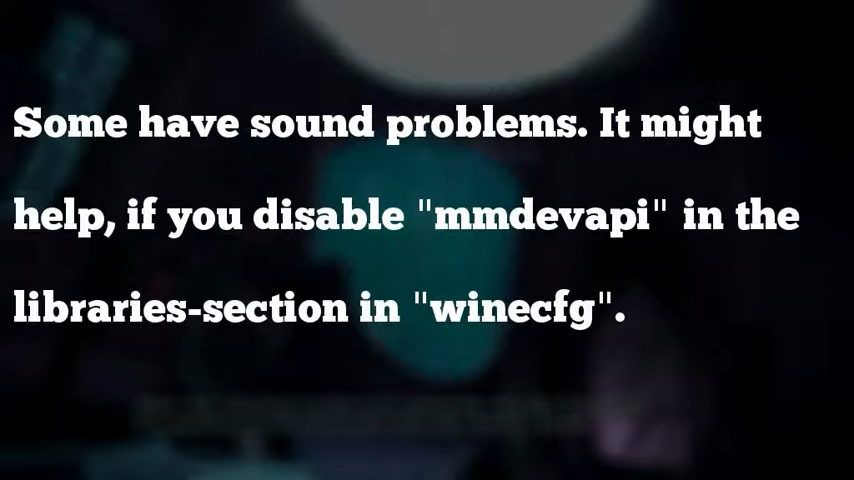 Some have sound problems. It might
help, if you disable "mmdevapi" in the
libraries-section in "winecfg".